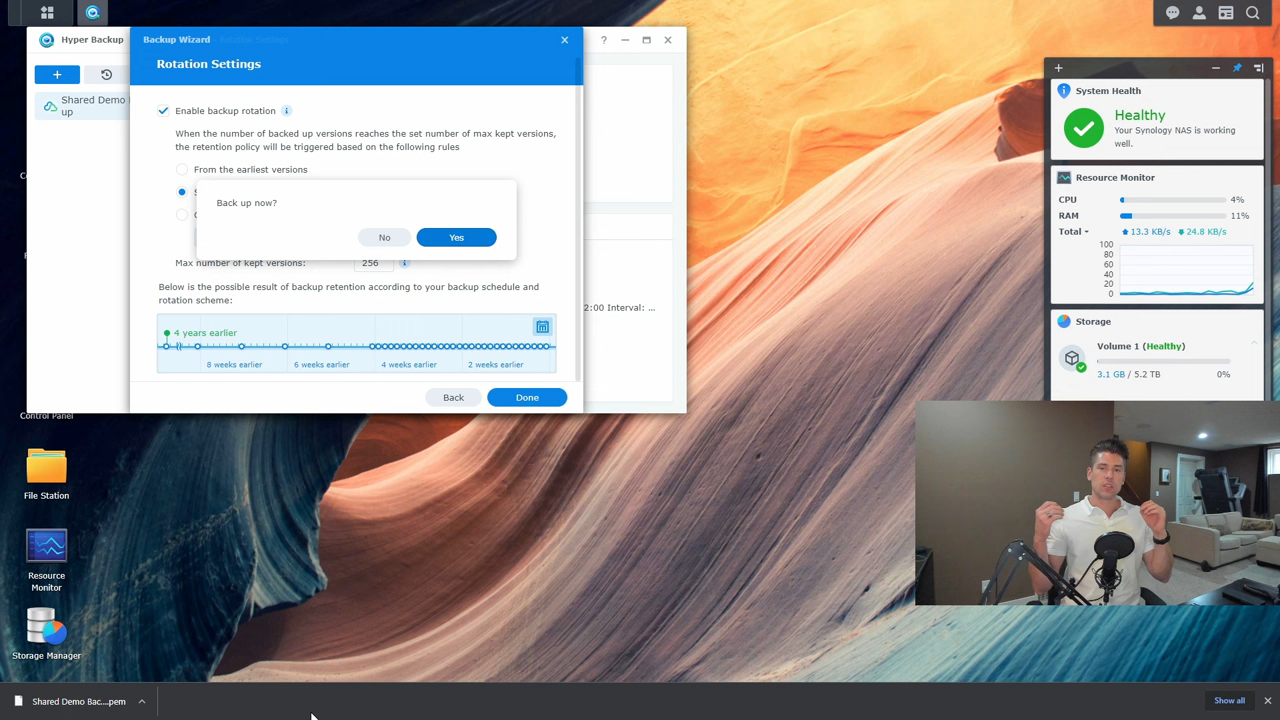 Hyper Backup
Backup Wizard
Rotation Settings
Rotation Settings
Shared Demo
up
Enable backup rotation
When the number of backed up versions reaches the set number of max kept versions,
the retention policy will be triggered based on the following rules
From the earliest versions
Back up now?
No
Yes
Max number of kept versions:
256
Below is the possible result of backup retention according to your backup schedule and
rotation scheme:
4 years earlier
8 weeks earlier
6 weeks earlier
4 weeks earlier
2 weeks earlier
Back
Done
2:00 Interval: ...
Control Panel
File Station
Resource
Monitor
Storage Manager
System Health
Healthy
Your Synology NAS is working
well.
Resource Monitor
CPU
4%
RAM
11%
Total
13.3 KB/s
24.8 KB/s
100
80
60
40
20
0
Storage
Volume 1 (Healthy)
3.1 GB / 5.2 TB
0%
Shared Demo Bac....pem
Show all